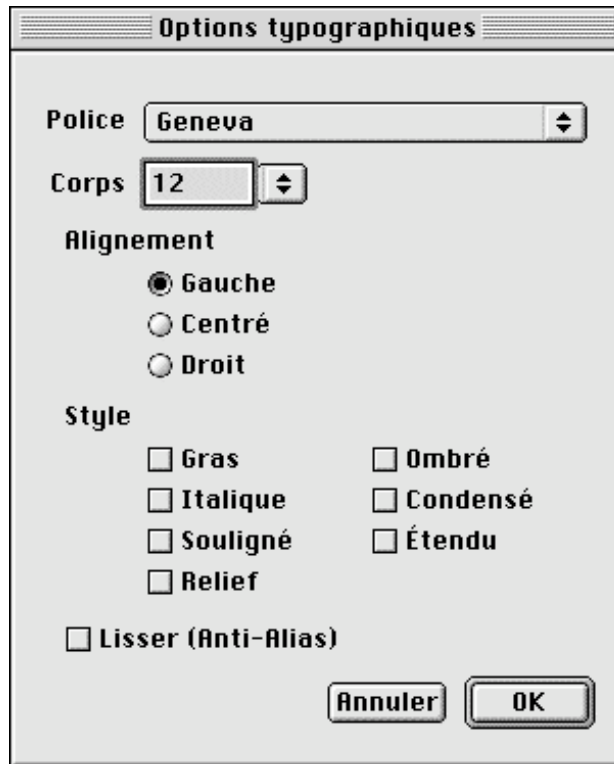 Options typographiques
Police Geneva
Corps 12
Alignement
Gauche
Centré
Droit
Style
Gras Ombré
Italique Condensé
Souligné Étendu
Relief
Lisser (Anti-Alias)
Annuler OK